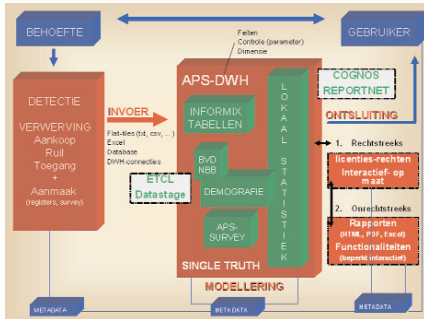 BEHOEFTE
GEBRUIKER
Feiten
Controle (parameter)
Dimensie
DETECTIE
VERWERVING
Aankoop
Ruil
Toegang
+
Aanmaak
(registers, survey)
INVOER
Flat-files (txt, csv, ...)
Excel
Database
DWH-connecties
ETCL
Datastage
APS-DWH
INFORMIX
TABELLEN
BVD
NBB
DEMOGRAFIE
APS-
SURVEY
LOKAAL STATISTIEK
SINGLE TRUTH
MODELLERING
COGNOS
REPORTNET
ONTSLUITING
1. Rechtstreeks
licenties-rechten
Interactief- op
maat
2. Onrechtstreeks
Rapporten
(HTML, PDF, Excel)
Functionaliteiten
(beperkt interactief)
METADATA
METADATA
METADATA